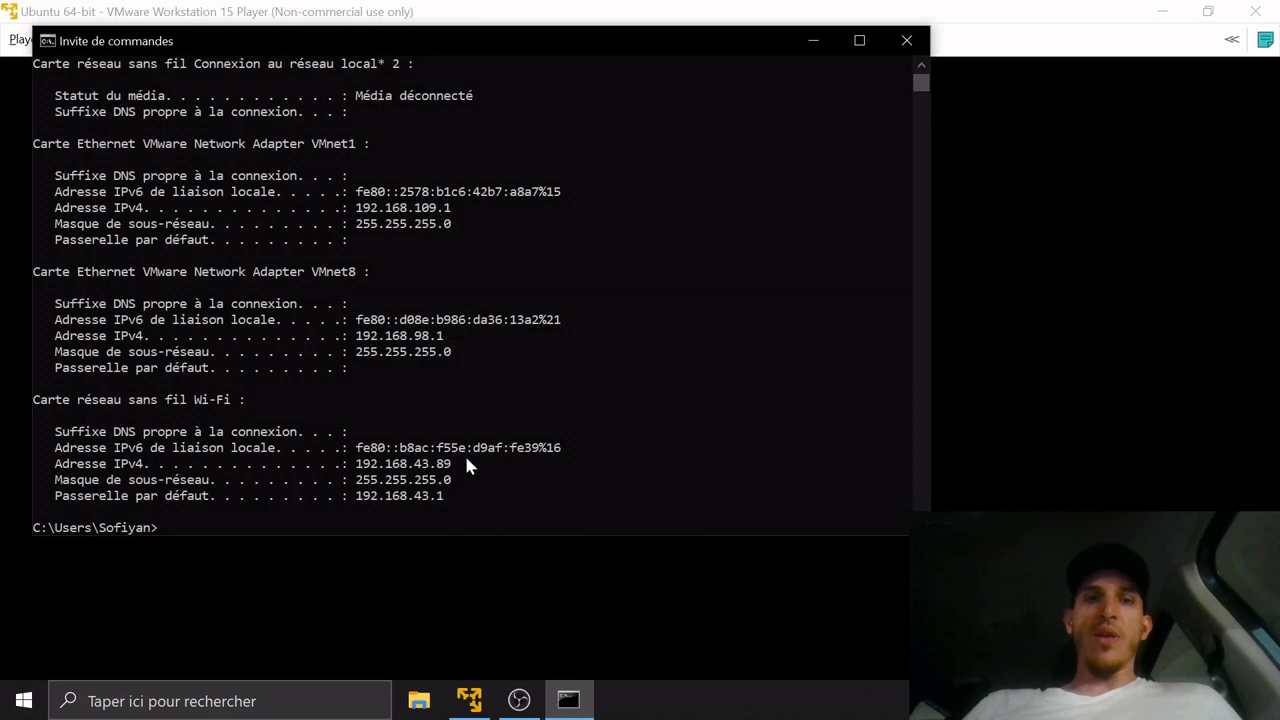 Ubuntu 64-bit - VMware Workstation 15 Player (Non-commercial use only)
Play
Invite de commandes
Carte réseau sans fil Connexion au réseau local* 2 :
Statut du média. . . . . . . . . . . . : Média déconnecté
Suffixe DNS propre à la connexion. . . :
Carte Ethernet VMware Network Adapter VMnet1 :
Suffixe DNS propre à la connexion. . . :
Adresse IPv6 de liaison locale. . . . .: fe80::2578:b1c6:42b7:a8a7%15
Adresse IPv4. . . . . . . . . . . . . .: 192.168.109.1
Masque de sous-réseau. . . . . . . . . : 255.255.255.0
Passerelle par défaut. . . . . . . . . :
Carte Ethernet VMware Network Adapter VMnet8 :
Suffixe DNS propre à la connexion. . . :
Adresse IPv6 de liaison locale. . . . .: fe80::d08e:b986:da36:13a2%21
Adresse IPv4. . . . . . . . . . . . . .: 192.168.98.1
Masque de sous-réseau. . . . . . . . . : 255.255.255.0
Passerelle par défaut. . . . . . . . . :
Carte réseau sans fil Wi-Fi :
Suffixe DNS propre à la connexion. . . :
Adresse IPv6 de liaison locale. . . . .: fe80::b8ac:f55e:d9af:fe39%16
Adresse IPv4. . . . . . . . . . . . . .: 192.168.43.89
Masque de sous-réseau. . . . . . . . . : 255.255.255.0
Passerelle par défaut. . . . . . . . . : 192.168.43.1
C:\Users\Sofiyan>
Taper ici pour rechercher